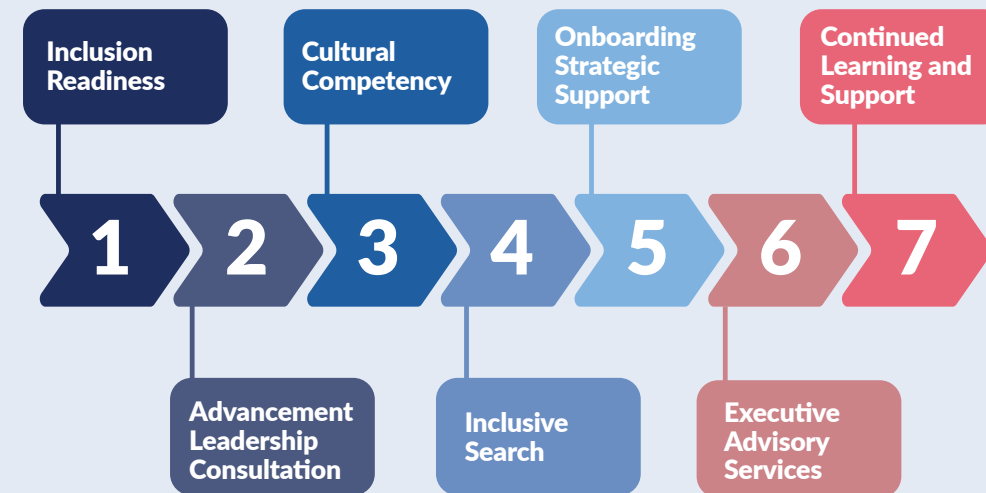 Inclusion
Readiness
Cultural
Competency
Onboarding
Strategic
Support
Continued
Learning and
Support
1 2 3 4 5 6 7
Advancement
Leadership
Consultation
Inclusive
Search
Executive
Advisory
Services